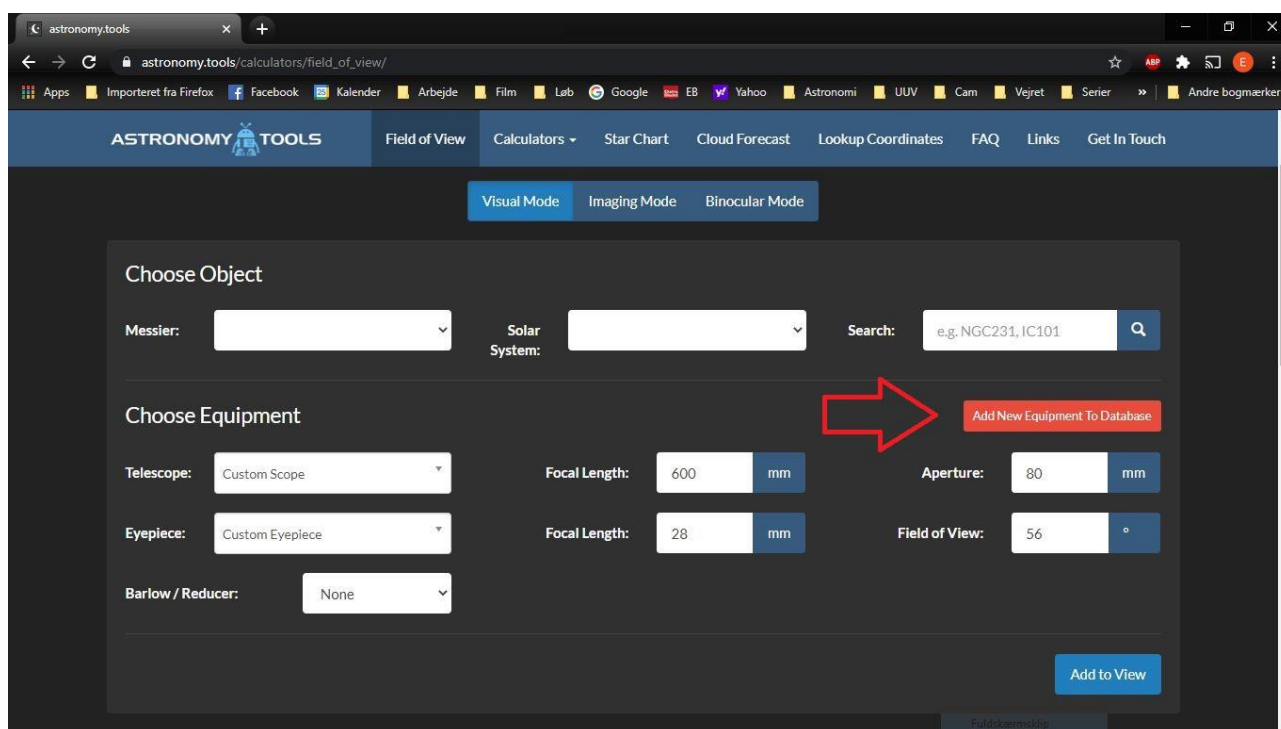 astronomy.tools
astronomy.tools/calculators/field_of_view/
ABP
E
Apps Importeret fra Firefox Facebook Kalender Arbejde Film Løb Google EB Yahoo Astronomi UUV Cam Vejret Serier » Andre bogmærker
ASTRONOMY TOOLS Field of View Calculators Star Chart Cloud Forecast Lookup Coordinates FAQ Links Get In Touch
Visual Mode Imaging Mode Binocular Mode
Choose Object
Messier: Solar System: Search: e.g. NGC231, IC101
Choose Equipment Add New Equipment To Database
Telescope: Custom Scope Focal Length: 600 mm Aperture: 80 mm
Eyepiece: Custom Eyepiece Focal Length: 28 mm Field of View: 56 °
Barlow / Reducer: None
Add to View
Fuldskærmsklip